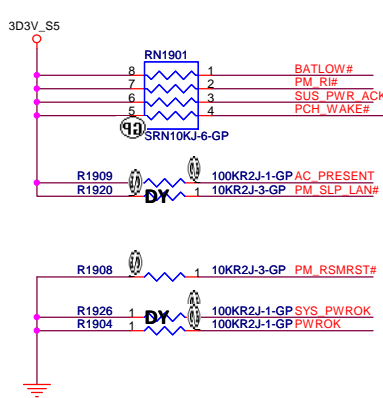 3D3V_S5
RN1901
8 1 BATLOW#
7 2 PM_RI#
6 3 SUS_PWR_ACK
5 4 PCH_WAKE#
SRN10KJ-6-GP
R1909 100KR2J-1-GP AC_PRESENT
R1920 DY 1 10KR2J-3-GP PM_SLP_LAN#
R1908 1 10KR2J-3-GP PM_RSMRST#
R1926 1 DY 100KR2J-1-GP SYS_PWROK
R1904 1 100KR2J-1-GP PWROK